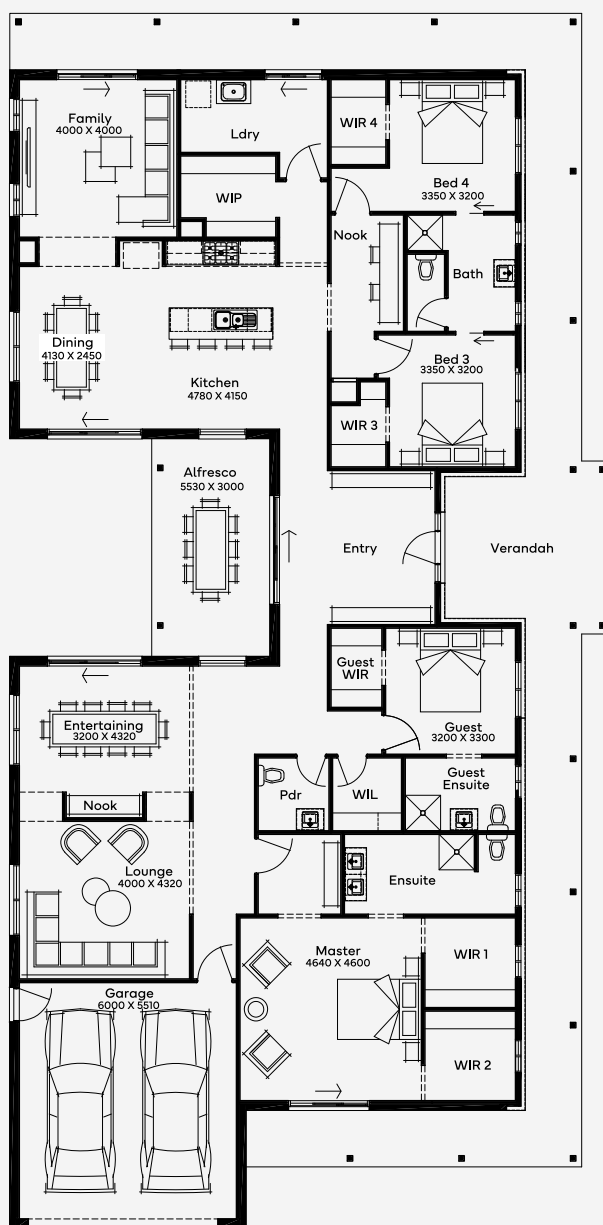 Family
4000 X 4000
Ldry
WIR 4
WIP
Bed 4
3350 X 3200
Nook
Bath
Dining
4130 X 2450
Kitchen
4780 X 4150
Bed 3
3350 X 3200
WIR 3
Alfresco
5530 X 3000
Entry
Verandah
Guest
WIR
Entertaining
3200 X 4320
Guest
3200 X 3300
Guest
Ensuite
Pdr
WIL
Nook
Lounge
4000 X 4320
Ensuite
Master
4640 X 4600
WIR 1
Garage
6000 X 5510
WIR 2